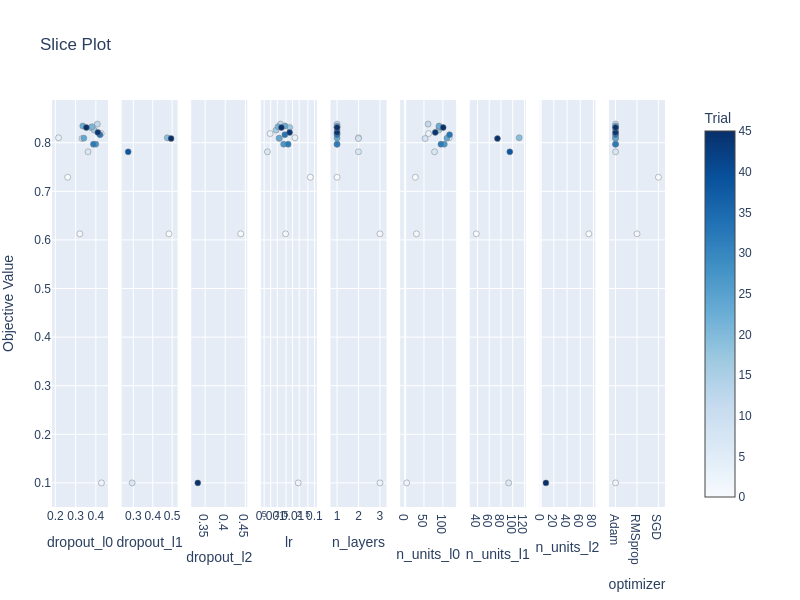 Slice Plot
Objective Value
0.8
0.7
0.6
0.5
0.4
0.3
0.2
0.1
0.2 0.3 0.4
dropout_l0
0.3 0.4 0.5
dropout_l1
0.35 0.4 0.45
dropout_l2
0.1
lr
1 2 3
n_layers
0 50 100
n_units_l0
40 60 80 100 120
n_units_l1
0 20 40 60 80
n_units_l2
Adam RMSprop SGD
optimizer
Trial
45
40
35
30
25
20
15
10
5
0